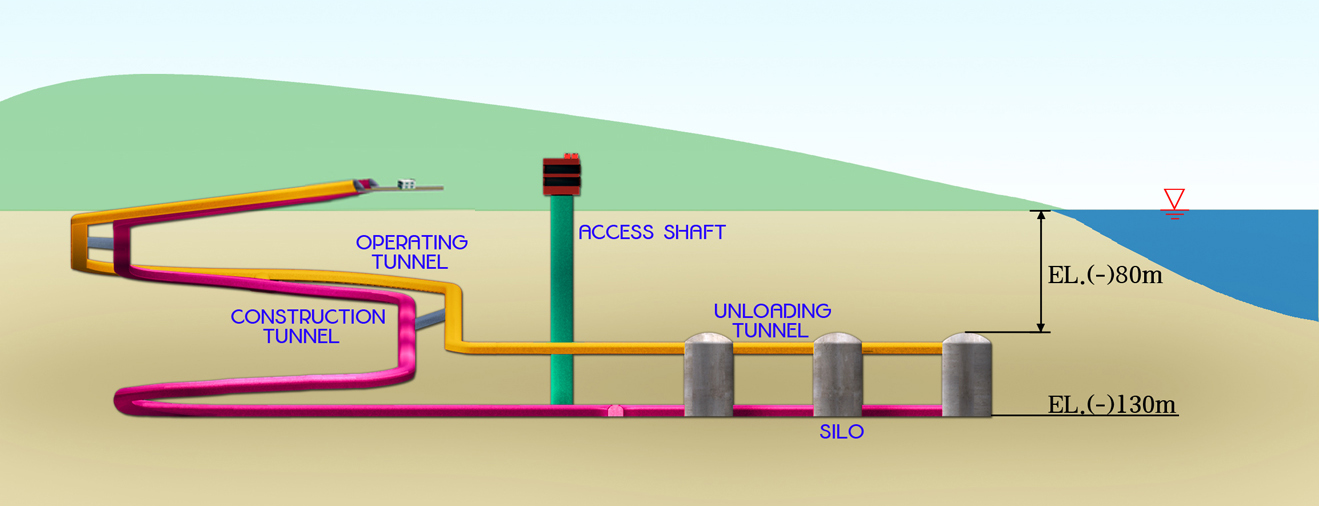 ACCESS SHAFT
OPERATING
TUNNEL
EL.(-)80m
CONSTRUCTION
TUNNEL
UNLOADING
TUNNEL
EL.(-)130m
SILO